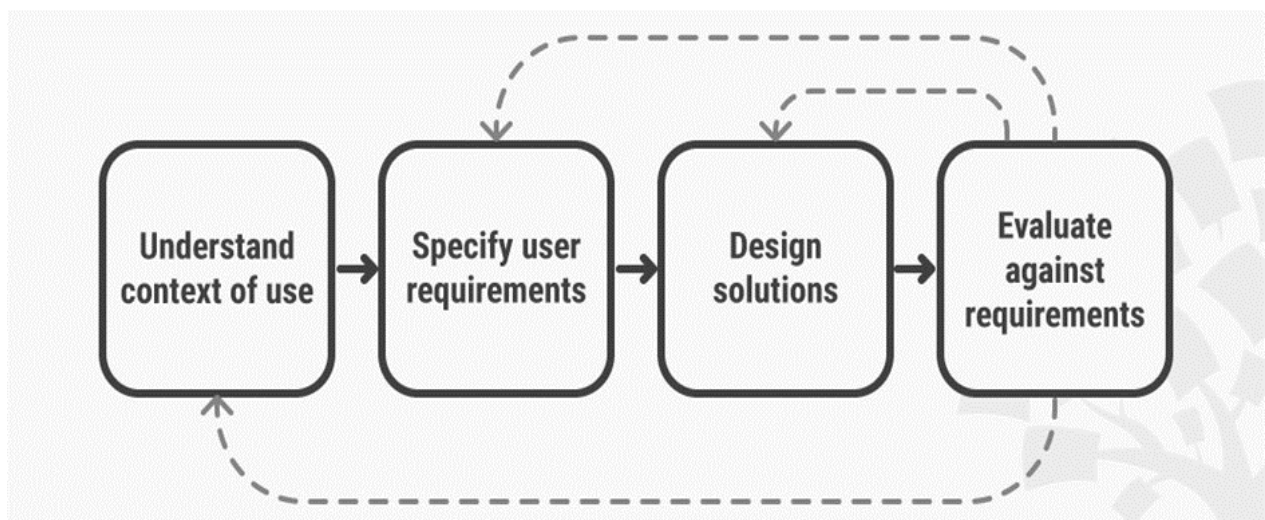 Understand
context of use
Specify user
requirements
Design
solutions
Evaluate
against
requirements